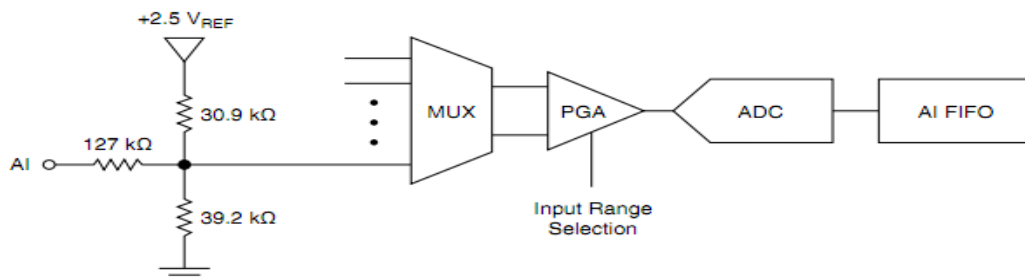 +2.5 V_REF
30.9 kΩ
127 kΩ
AI
39.2 kΩ
MUX
PGA
ADC
AI FIFO
Input Range
Selection